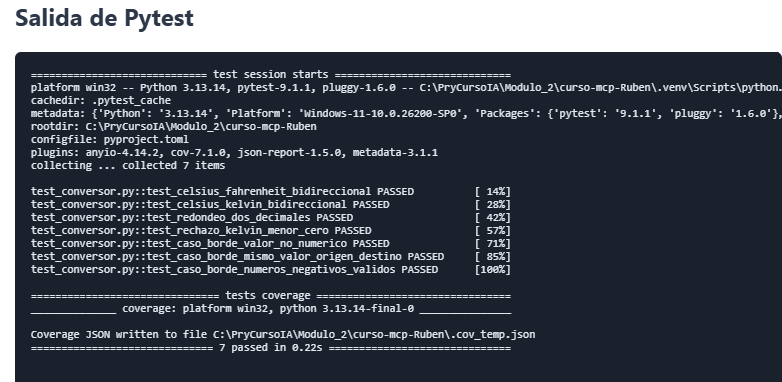 Salida de Pytest
============================ test session starts ============================
platform win32 -- Python 3.13.14, pytest-9.1.1, pluggy-1.6.0 -- C:\PryCursoIA\Modulo_2\curso-mcp-Ruben\.venv\Scripts\python.
cachedir: .pytest_cache
metadata: {'Python': '3.13.14', 'Platform': 'Windows-11-10.0.26200-SP0', 'Packages': {'pytest': '9.1.1', 'pluggy': '1.6.0'},
rootdir: C:\PryCursoIA\Modulo_2\curso-mcp-Ruben
configfile: pyproject.toml
plugins: anyio-4.14.2, cov-7.1.0, json-report-1.5.0, metadata-3.1.1
collecting ... collected 7 items
test_conversor.py::test_celsius_fahrenheit_bidireccional PASSED          [ 14%]
test_conversor.py::test_celsius_kelvin_bidireccional PASSED              [ 28%]
test_conversor.py::test_redondeo_dos_decimales PASSED                    [ 42%]
test_conversor.py::test_rechazo_kelvin_menor_cero PASSED                 [ 57%]
test_conversor.py::test_caso_borde_valor_no_numerico PASSED              [ 71%]
test_conversor.py::test_caso_borde_mismo_valor_origen_destino PASSED     [ 85%]
test_conversor.py::test_caso_borde_numeros_negativos_validos PASSED      [100%]
============================== tests coverage ===============================
______________ coverage: platform win32, python 3.13.14-final-0 _______________
Coverage JSON written to file C:\PryCursoIA\Modulo_2\curso-mcp-Ruben\.cov_temp.json
============================= 7 passed in 0.22s =============================